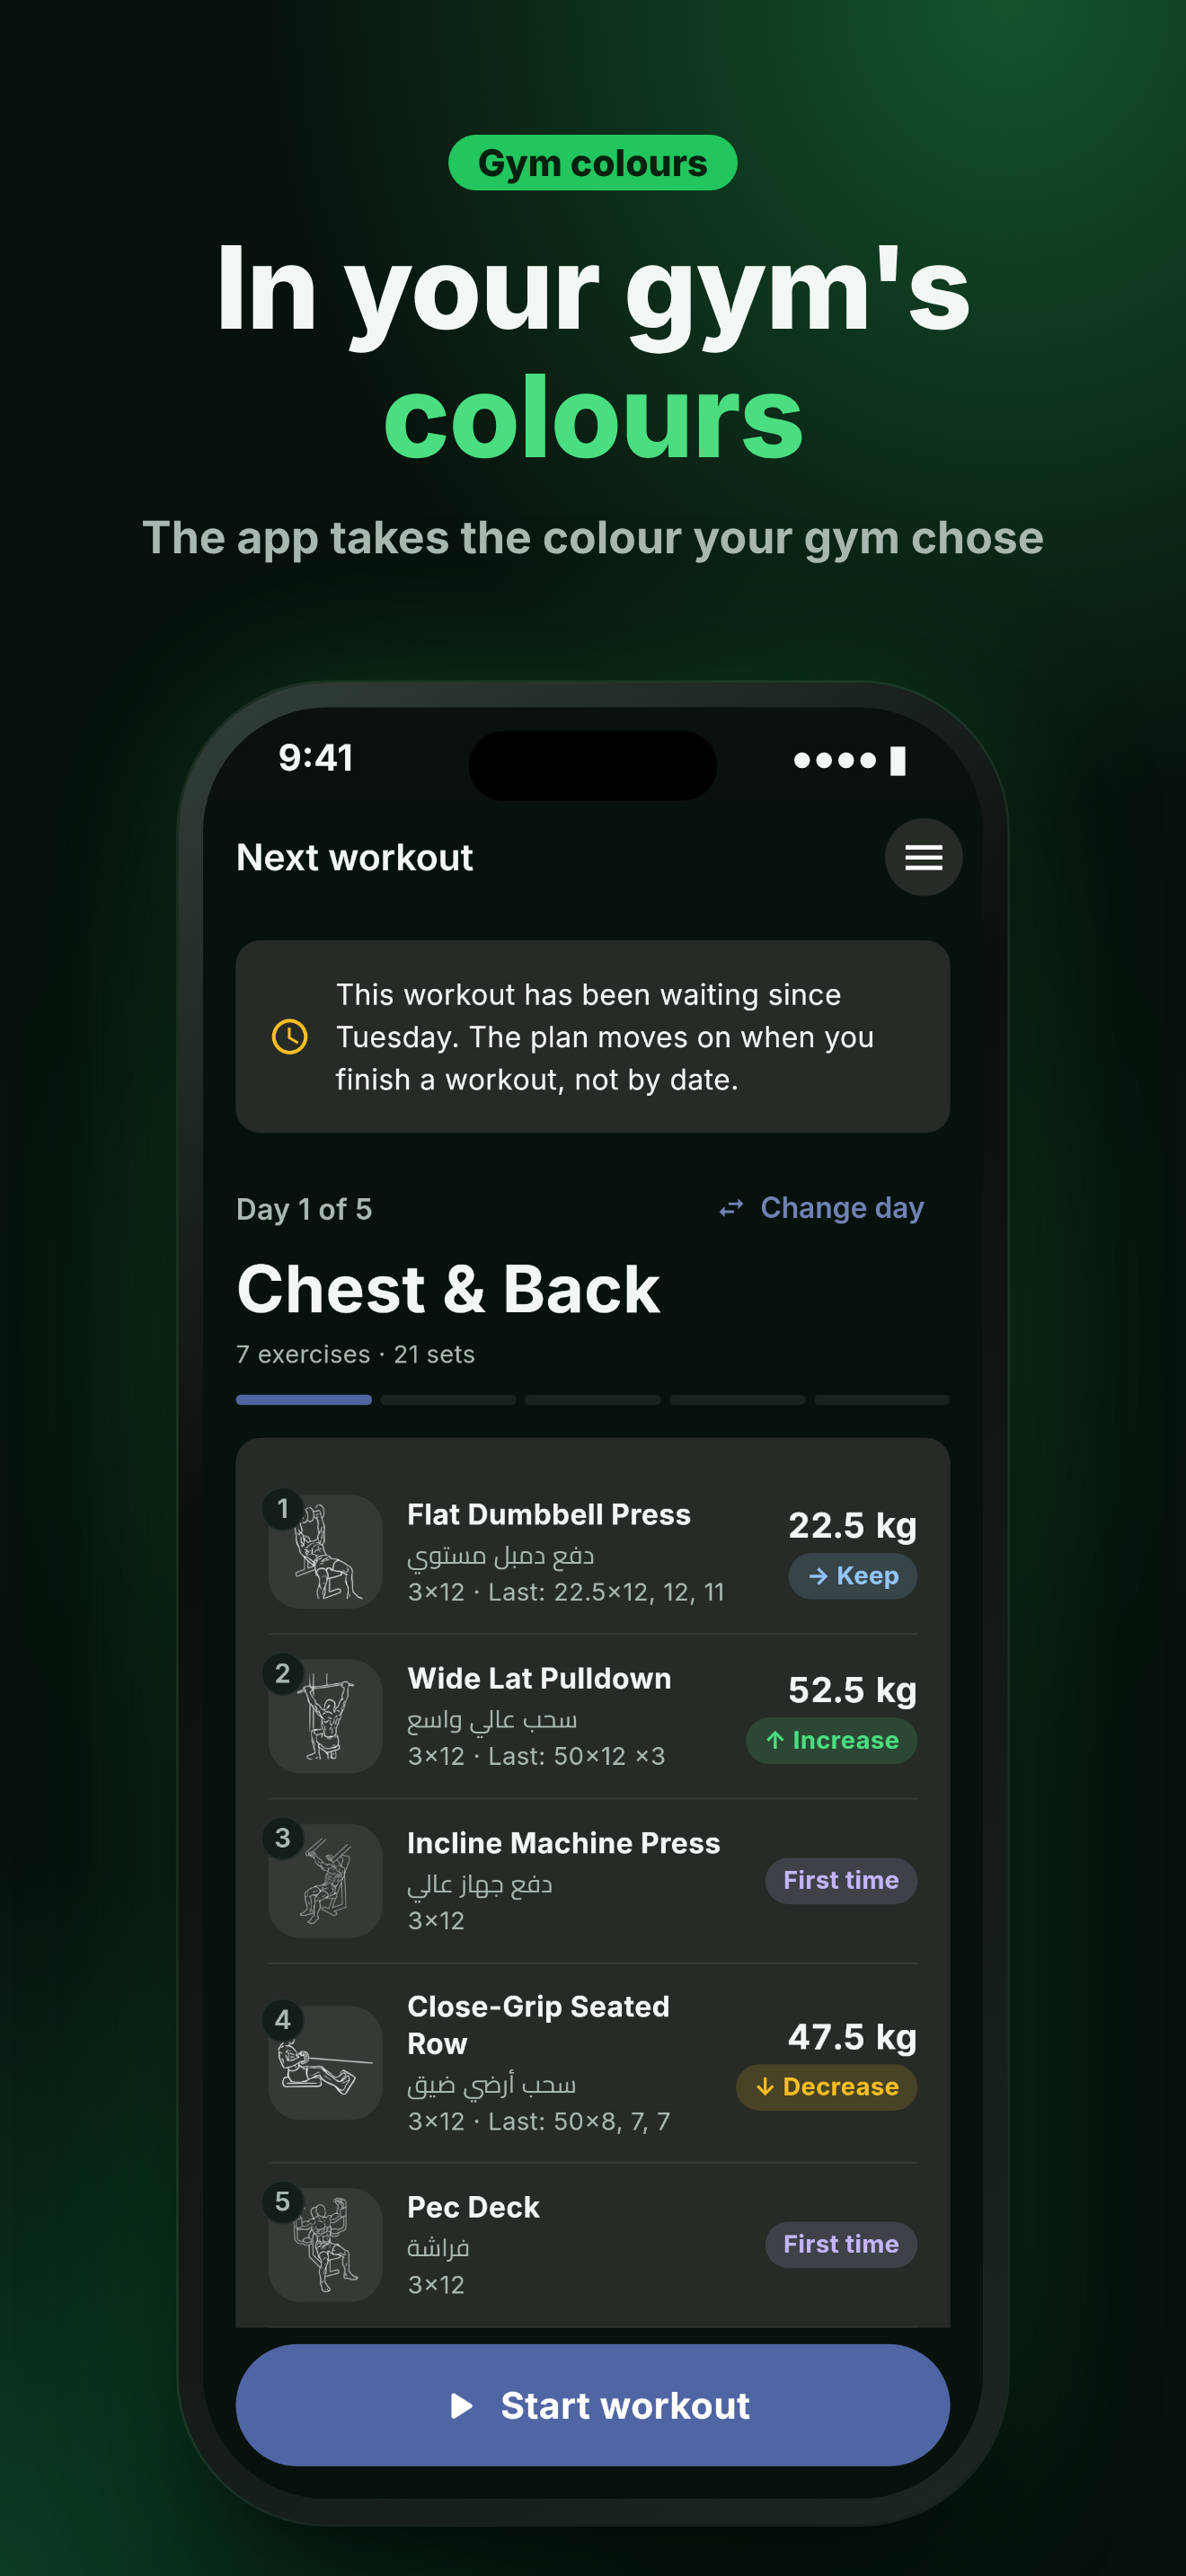 Gym colours
In your gym's
colours
The app takes the colour your gym chose
9:41
Next workout
This workout has been waiting since
Tuesday. The plan moves on when you
finish a workout, not by date.
Day 1 of 5
Change day
Chest & Back
7 exercises · 21 sets
1
Flat Dumbbell Press
دفع دمبل مستوي
3×12 · Last: 22.5×12, 12, 11
22.5 kg
→ Keep
2
Wide Lat Pulldown
سحب عالي واسع
3×12 · Last: 50×12 ×3
52.5 kg
↑ Increase
3
Incline Machine Press
دفع جهاز عالي
3×12
First time
4
Close-Grip Seated
Row
سحب أرضي ضيق
3×12 · Last: 50×8, 7, 7
47.5 kg
↓ Decrease
5
Pec Deck
فراشة
3×12
First time
Start workout